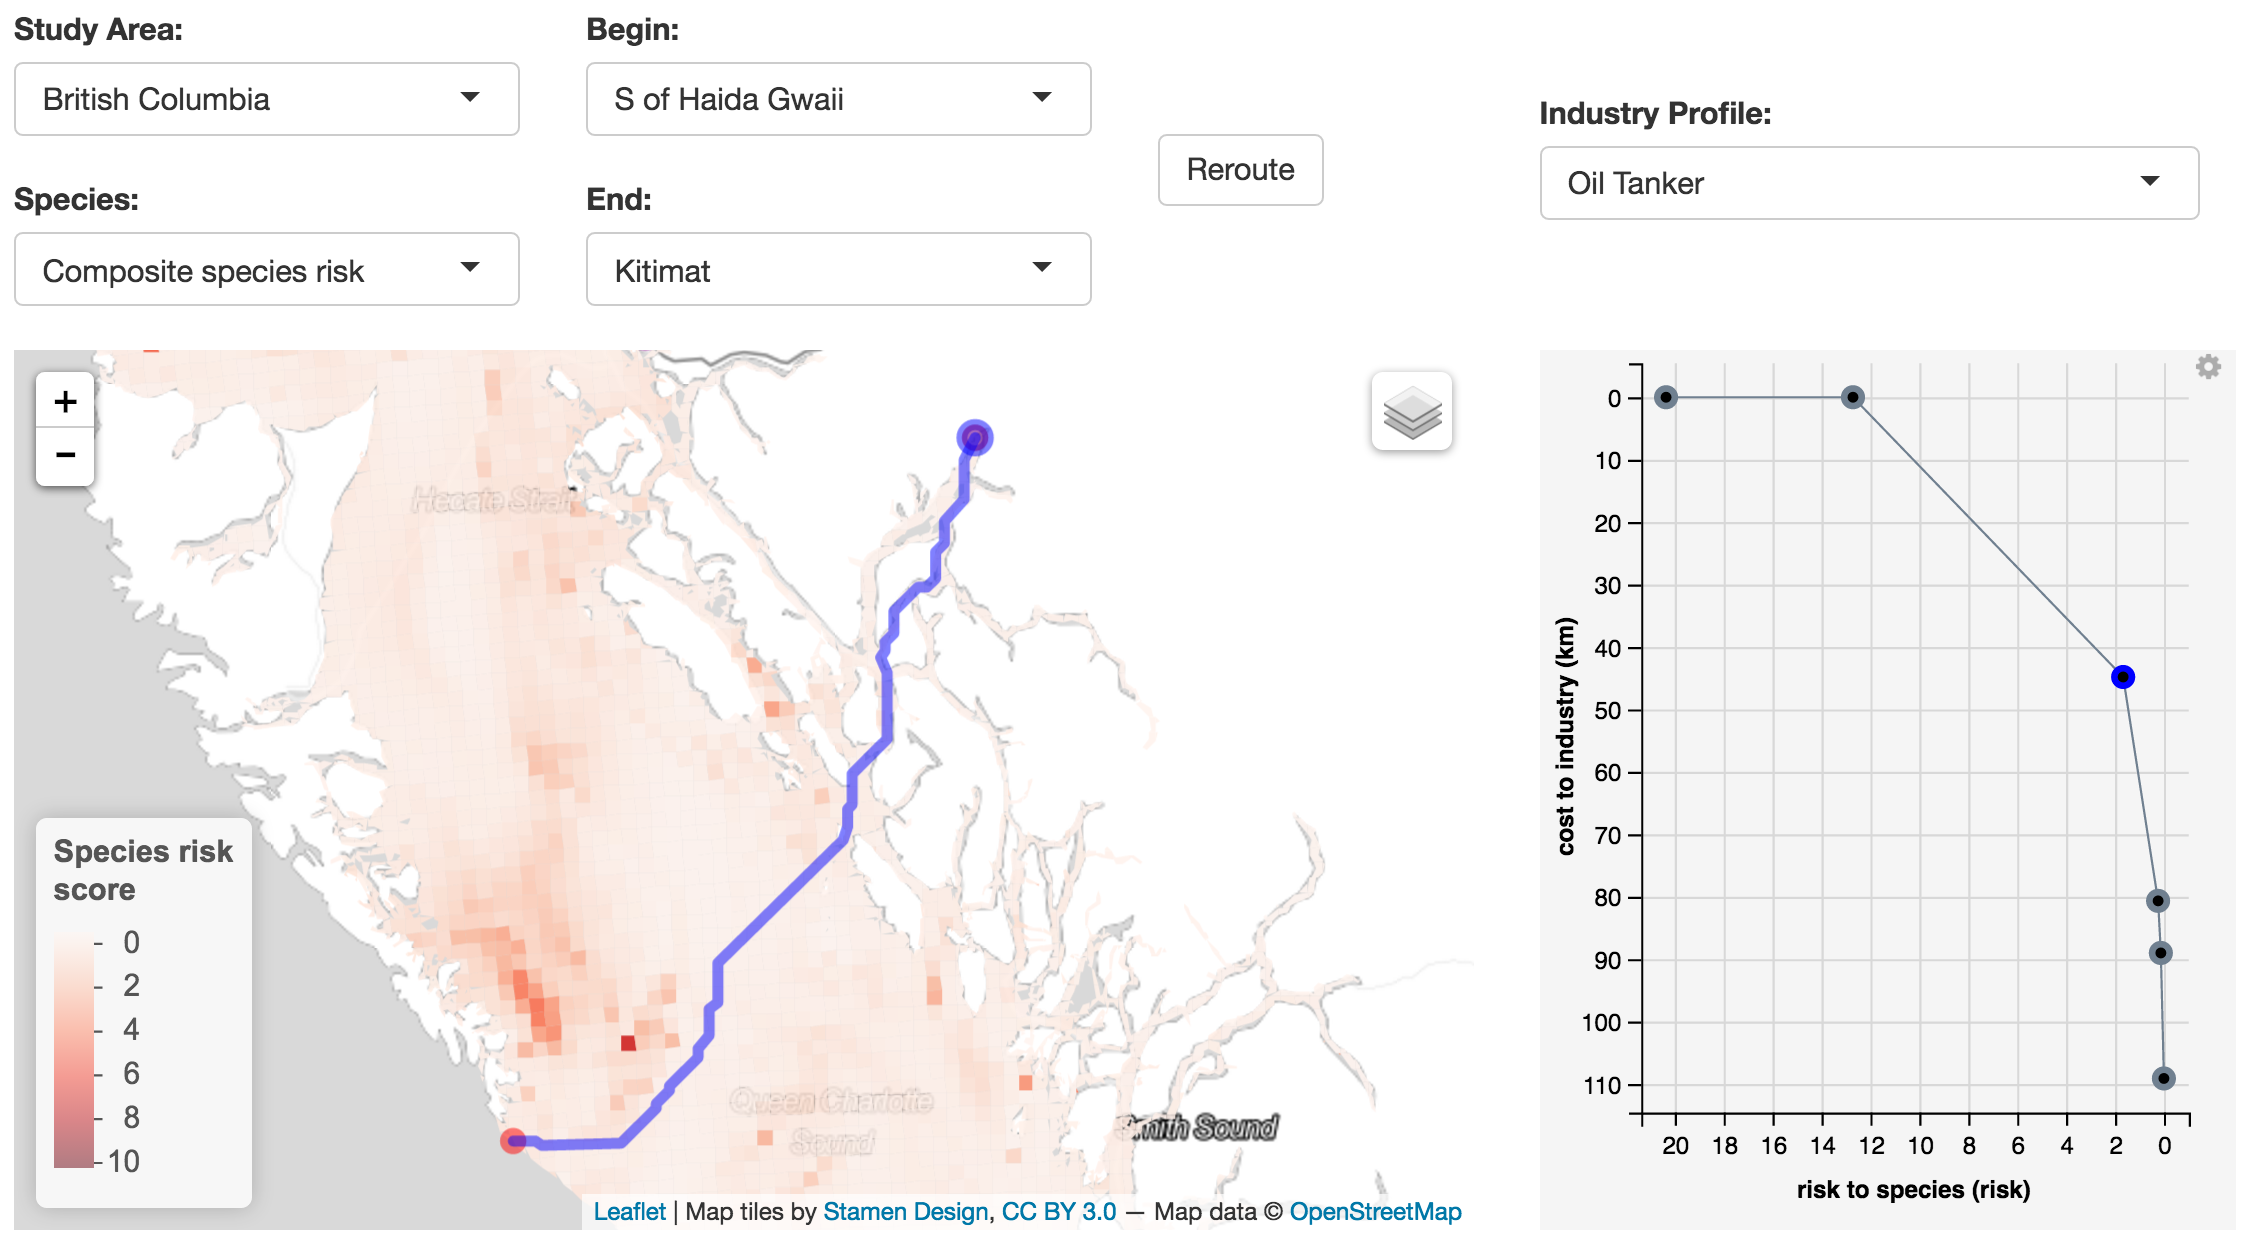 Study Area:
Begin:
British Columbia
S of Haida Gwaii
Industry Profile:
Reroute
Oil Tanker
Species:
End:
Composite species risk
Kitimat
+
−
Hecate Strait
Species risk
score
0
2
4
6
8
10
Queen Charlotte
Sound
Smith Sound
Leaflet | Map tiles by Stamen Design, CC BY 3.0 — Map data © OpenStreetMap
cost to industry (km)
0
10
20
30
40
50
60
70
80
90
100
110
20 18 16 14 12 10 8 6 4 2 0
risk to species (risk)